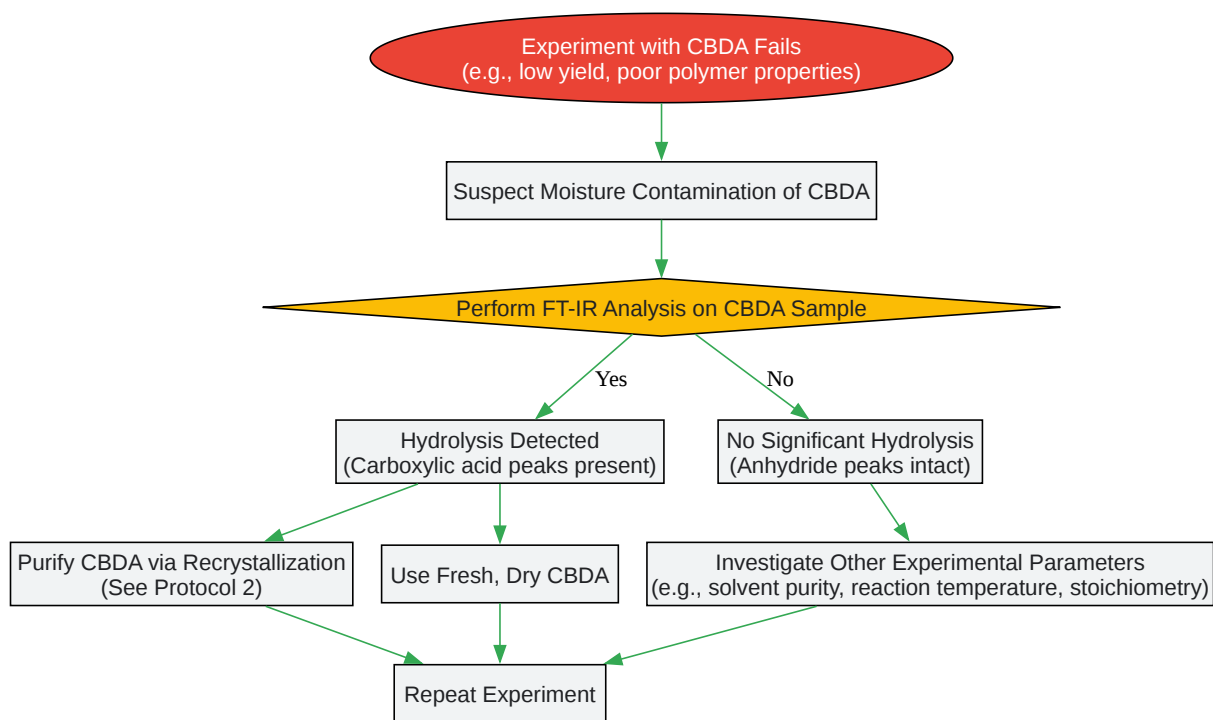 Experiment with CBDA Fails
(e.g., low yield, poor polymer properties)
Suspect Moisture Contamination of CBDA
Perform FT-IR Analysis on CBDA Sample
Yes
No
Hydrolysis Detected
(Carboxylic acid peaks present)
No Significant Hydrolysis
(Anhydride peaks intact)
Purify CBDA via Recrystallization
(See Protocol 2)
Use Fresh, Dry CBDA
Investigate Other Experimental Parameters
(e.g., solvent purity, reaction temperature, stoichiometry)
Repeat Experiment